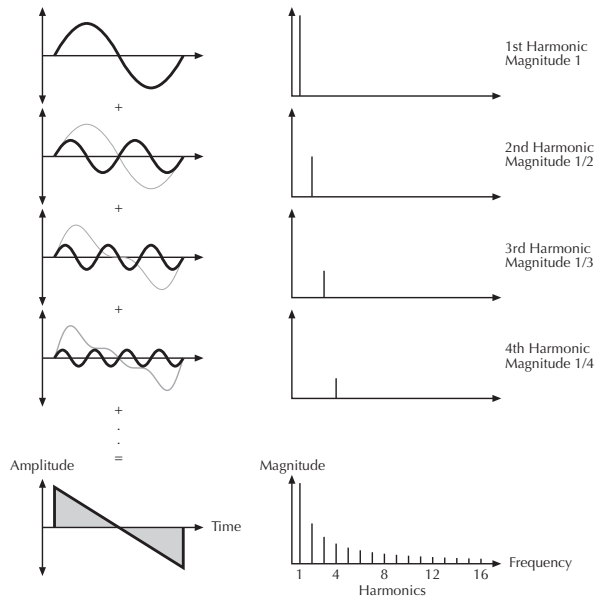 1st Harmonic
Magnitude 1
+
2nd Harmonic
Magnitude 1/2
+
3rd Harmonic
Magnitude 1/3
+
4th Harmonic
Magnitude 1/4
+
.
.
=
Amplitude
Magnitude
Time
Frequency
1 4 8 12 16
Harmonics